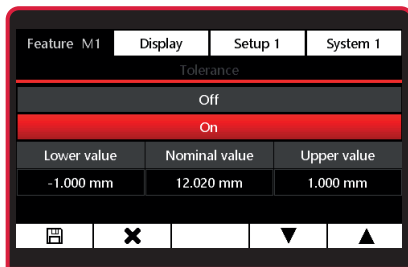 Feature M1 Display Setup 1 System 1
Tolerance
Off
On
Lower value Nominal value Upper value
-1.000 mm 12.020 mm 1.000 mm